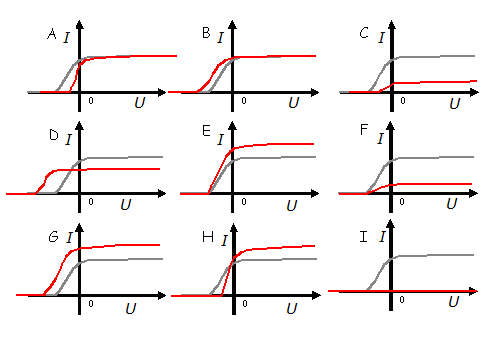 A I 0 U
B I 0 U
C I 0 U
D I 0 U
E I 0 U
F I 0 U
G I 0 U
H I 0 U
I I 0 U